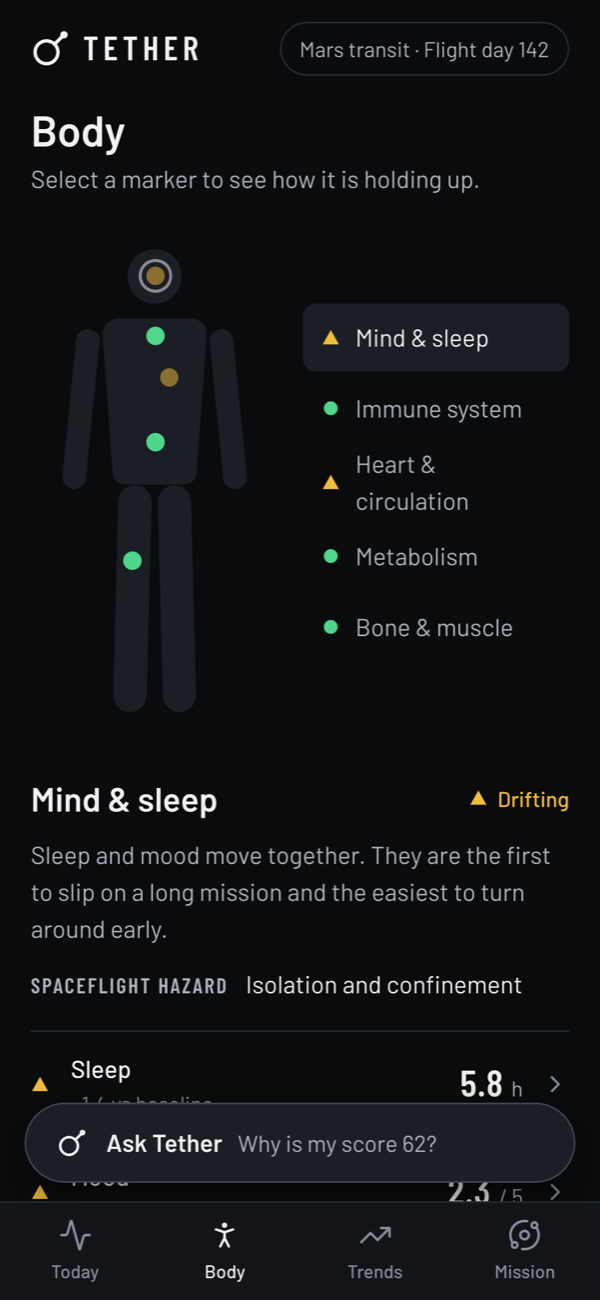 TETHER
Mars transit · Flight day 142
Body
Select a marker to see how it is holding up.
Mind & sleep
Immune system
Heart &
circulation
Metabolism
Bone & muscle
Mind & sleep
Drifting
Sleep and mood move together. They are the first
to slip on a long mission and the easiest to turn
around early.
SPACEFLIGHT HAZARD Isolation and confinement
Sleep
5.8 h
Ask Tether Why is my score 62?
Mood
2.3 / 5
Today
Body
Trends
Mission